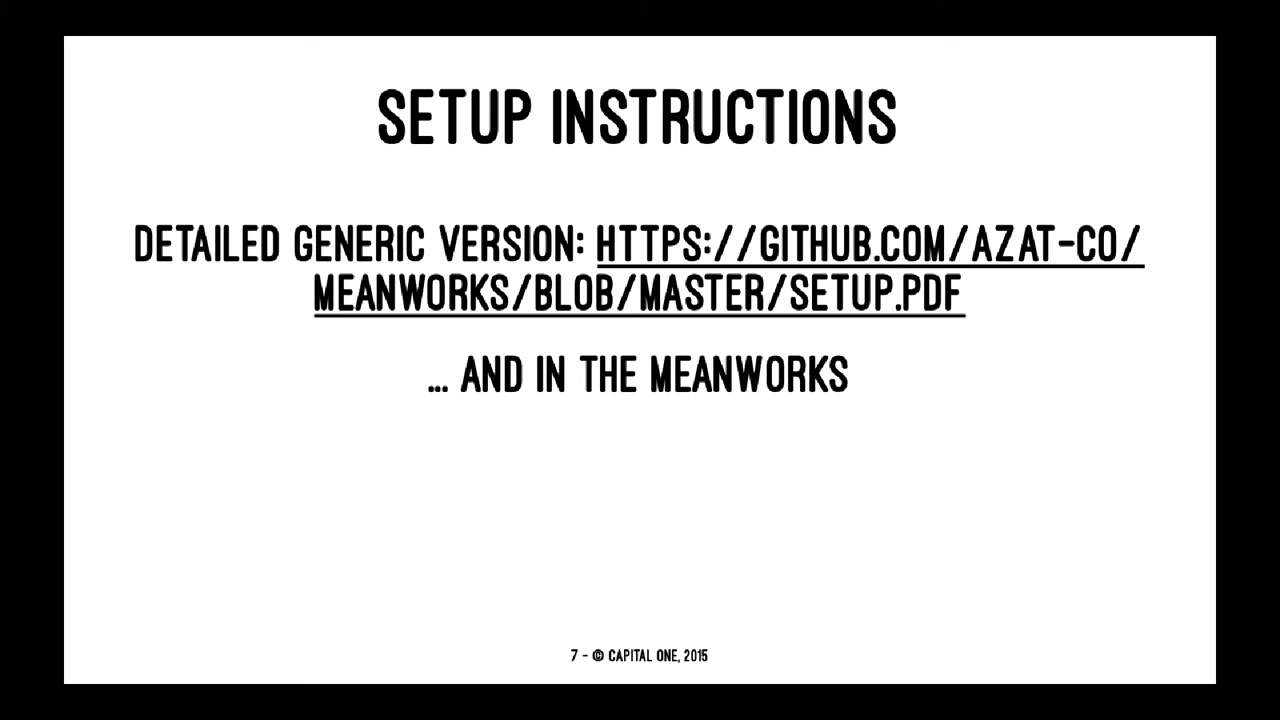 SETUP INSTRUCTIONS
DETAILED GENERIC VERSION: HTTPS://GITHUB.COM/AZAT-CO/
MEANWORKS/BLOB/MASTER/SETUP.PDF
... AND IN THE MEANWORKS
7 - © CAPITAL ONE, 2015